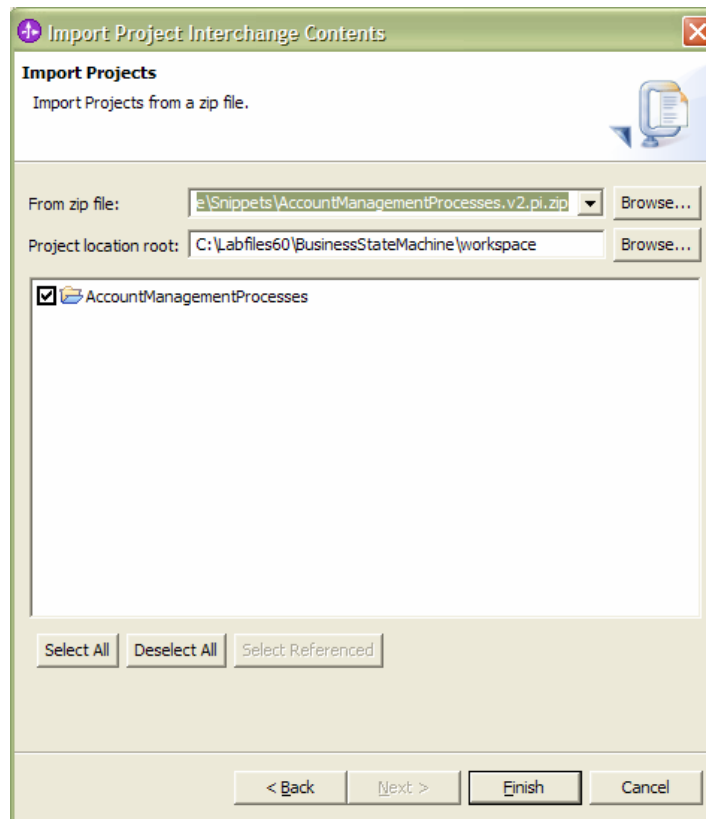 Import Project Interchange Contents
Import Projects
Import Projects from a zip file.
From zip file: e\Snippets\AccountManagementProcesses.v2.pi.zip Browse...
Project location root: C:\Labfiles60\BusinessStateMachine\workspace Browse...
AccountManagementProcesses
Select All Deselect All Select Referenced
< Back Next > Finish Cancel